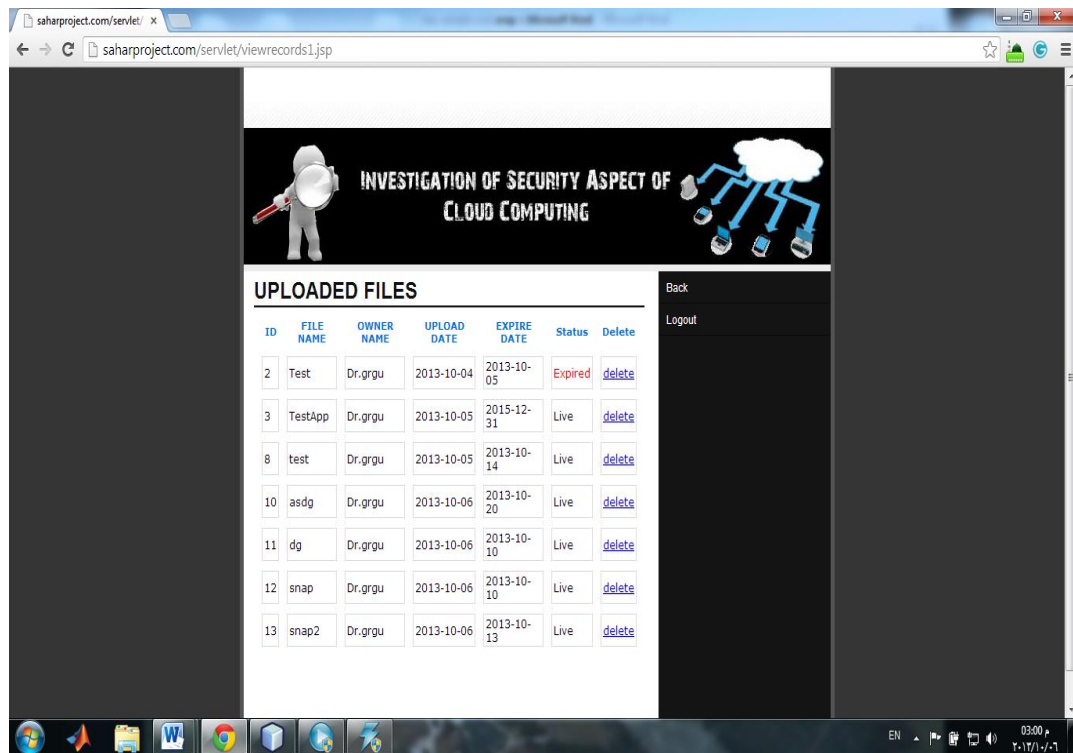 saharproject.com/servlet/
saharproject.com/servlet/viewrecords1.jsp
INVESTIGATION OF SECURITY ASPECT OF
CLOUD COMPUTING
UPLOADED FILES
Back
Logout
ID FILE NAME OWNER NAME UPLOAD DATE EXPIRE DATE Status Delete
2 Test Dr.grgu 2013-10-04 2013-10-05 Expired delete
3 TestApp Dr.grgu 2013-10-05 2015-12-31 Live delete
8 test Dr.grgu 2013-10-05 2013-10-14 Live delete
10 asdg Dr.grgu 2013-10-06 2013-10-20 Live delete
11 dg Dr.grgu 2013-10-06 2013-10-10 Live delete
12 snap Dr.grgu 2013-10-06 2013-10-10 Live delete
13 snap2 Dr.grgu 2013-10-06 2013-10-13 Live delete
EN
03:00 م